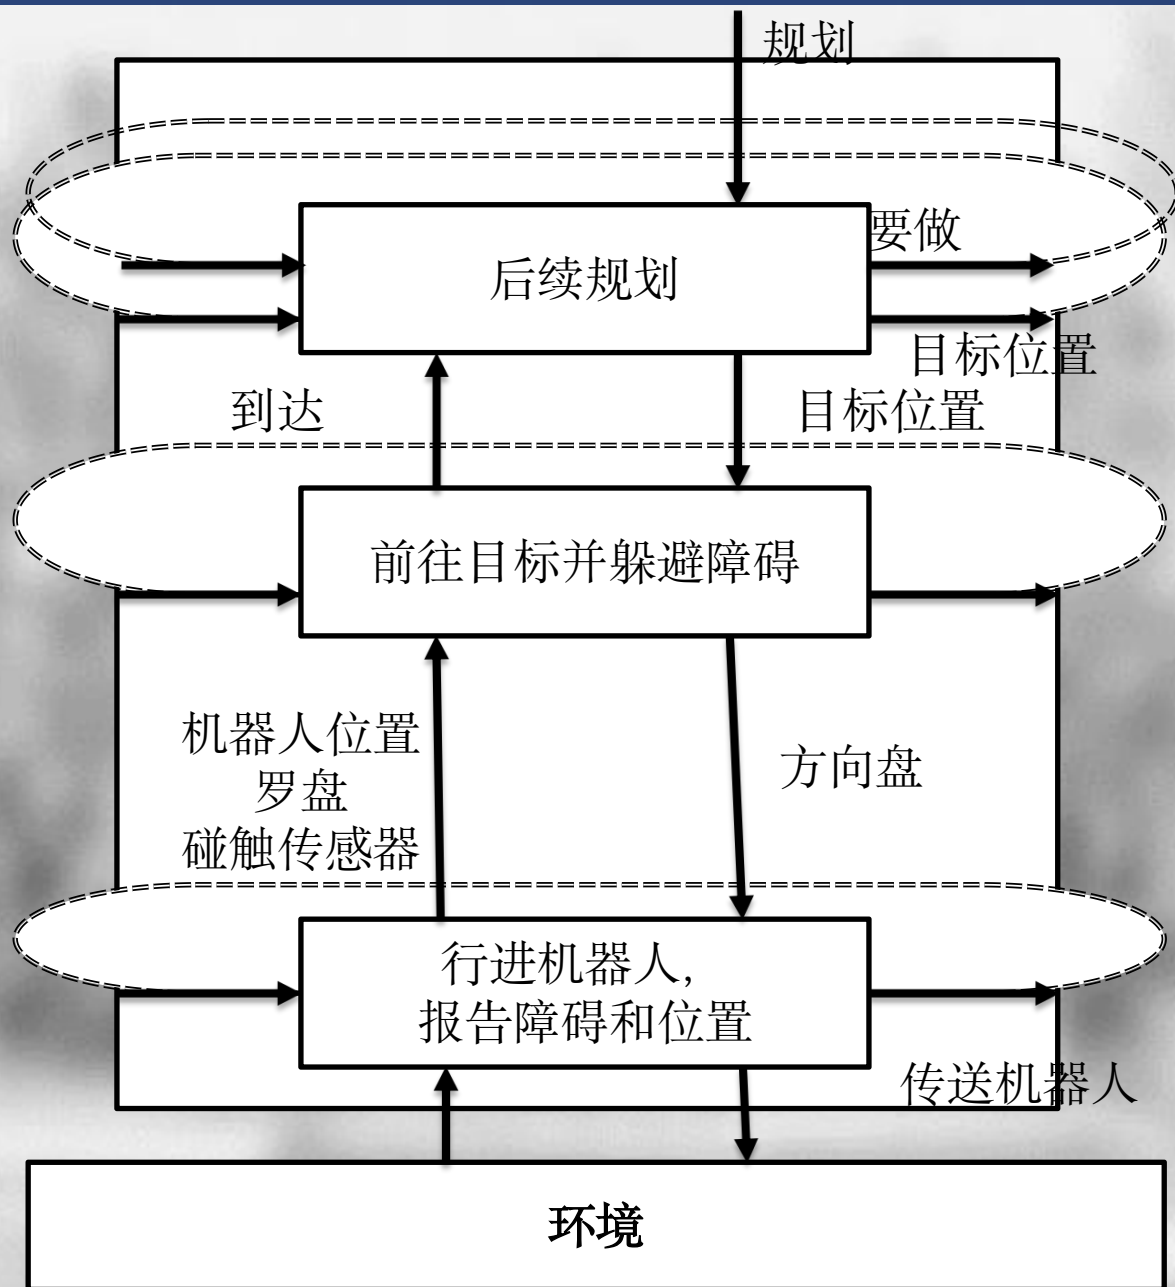 规划
要做
后续规划
目标位置
到达
目标位置
前往目标并躲避障碍
机器人位置
罗盘
碰触传感器
方向盘
行进机器人,
报告障碍和位置
传送机器人
环境